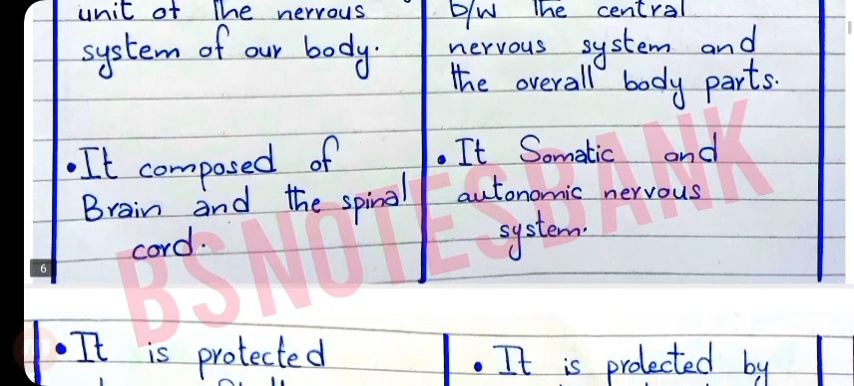 unit of the nervous
system of our body.
• It composed of
Brain and the spinal
cord.
b/w the central
nervous system and
the overall body parts.
• It Somatic and
autonomic nervous
system.
BSNOTESBANK
6
• It is protected
• It is protected by